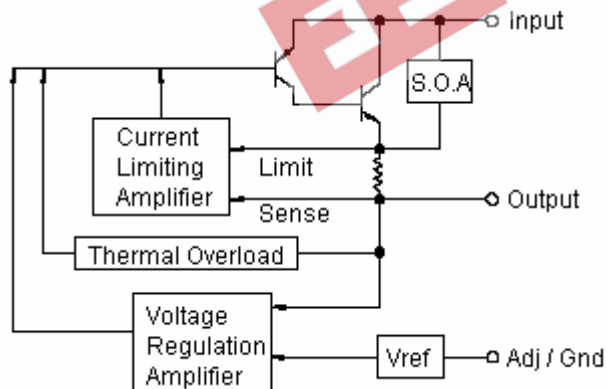 Input
S.O.A
Current
Limiting
Amplifier
Limit
Sense
Output
Thermal Overload
Voltage
Regulation
Amplifier
Vref
Adj / Gnd